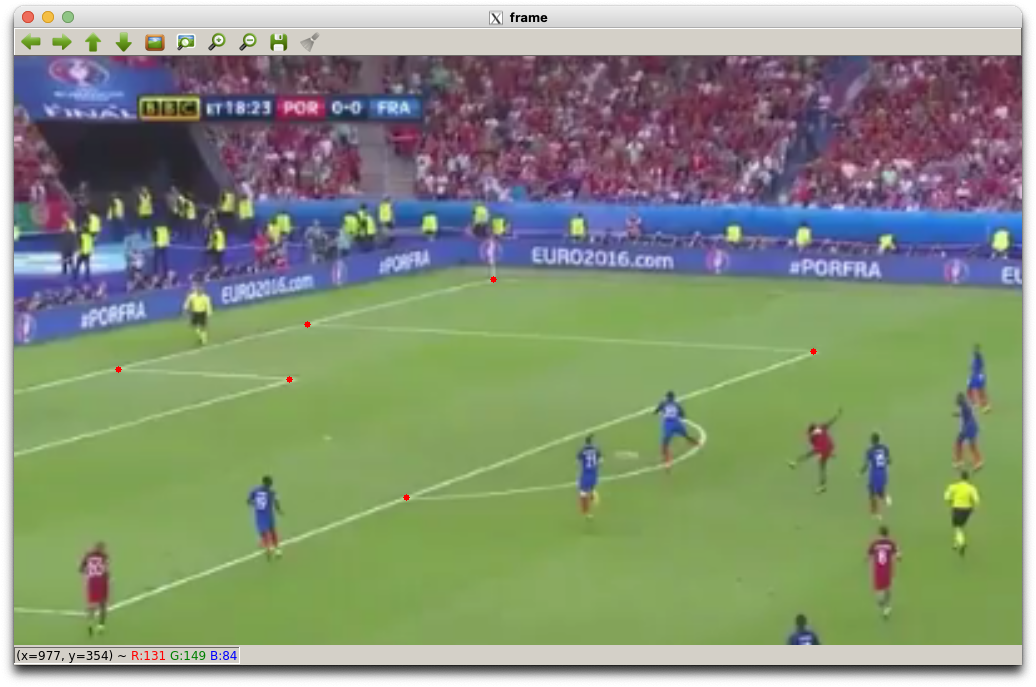 frame
FINAL
BBC ET 18:23 POR 0-0 FRA
EURO2016.com
#PORFRA
#PORFRA
EURO2016.com
#PORFRA
EU
(x=977, y=354) ~ R:131 G:149 B:84